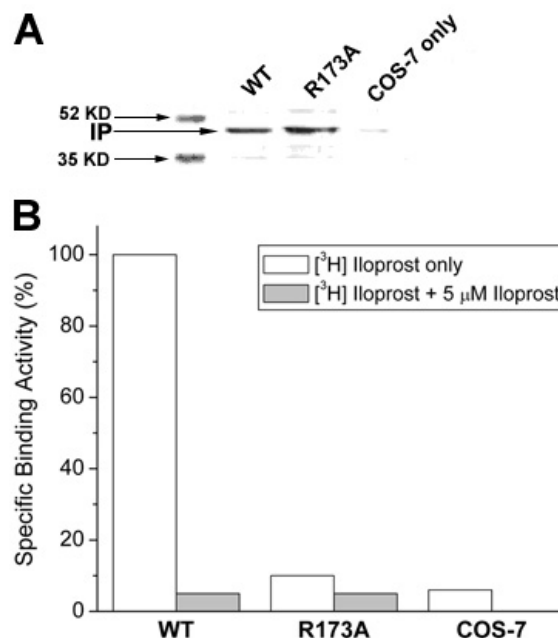 A
WT
R173A
COS-7 only
52 KD
IP
35 KD
B
[³H] Iloprost only
[³H] Iloprost + 5 μM Iloprost
Specific Binding Activity (%)
100
80
60
40
20
0
WT
R173A
COS-7